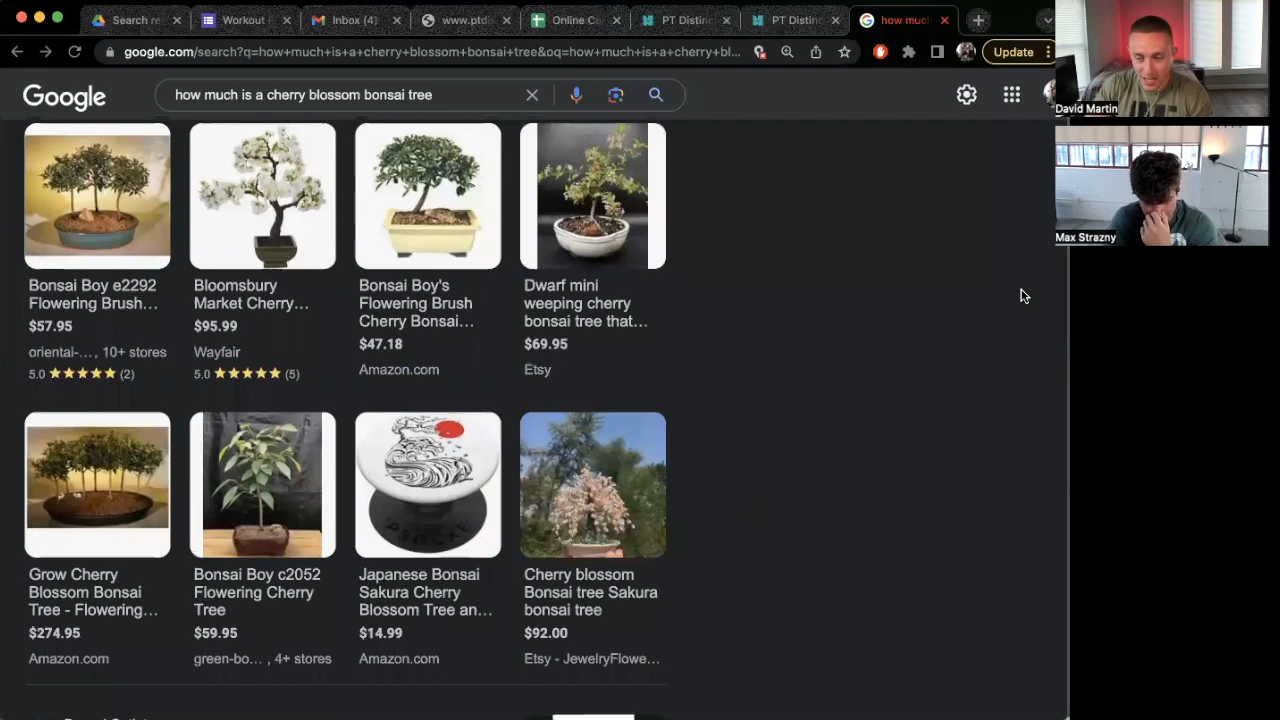 Search re
Workout
Inbox (4)
www.ptdi
Online Co
PT Distinc
PT Distinc
how much
google.com/search?q=how+much+is+a+cherry+blossom+bonsai+tree&oq=how+much+is+a+cherry+bl...
Update
Google
how much is a cherry blossom bonsai tree
David Martin
Max Strazny
Bonsai Boy e2292
Flowering Brush...
$57.95
oriental-... , 10+ stores
5.0 (2)
Bloomsbury
Market Cherry...
$95.99
Wayfair
5.0 (5)
Bonsai Boy's
Flowering Brush
Cherry Bonsai...
$47.18
Amazon.com
Dwarf mini
weeping cherry
bonsai tree that...
$69.95
Etsy
Grow Cherry
Blossom Bonsai
Tree - Flowering...
$274.95
Amazon.com
Bonsai Boy c2052
Flowering Cherry
Tree
$59.95
green-bo... , 4+ stores
Japanese Bonsai
Sakura Cherry
Blossom Tree an...
$14.99
Amazon.com
Cherry blossom
Bonsai tree Sakura
bonsai tree
$92.00
Etsy - JewelryFlowe...